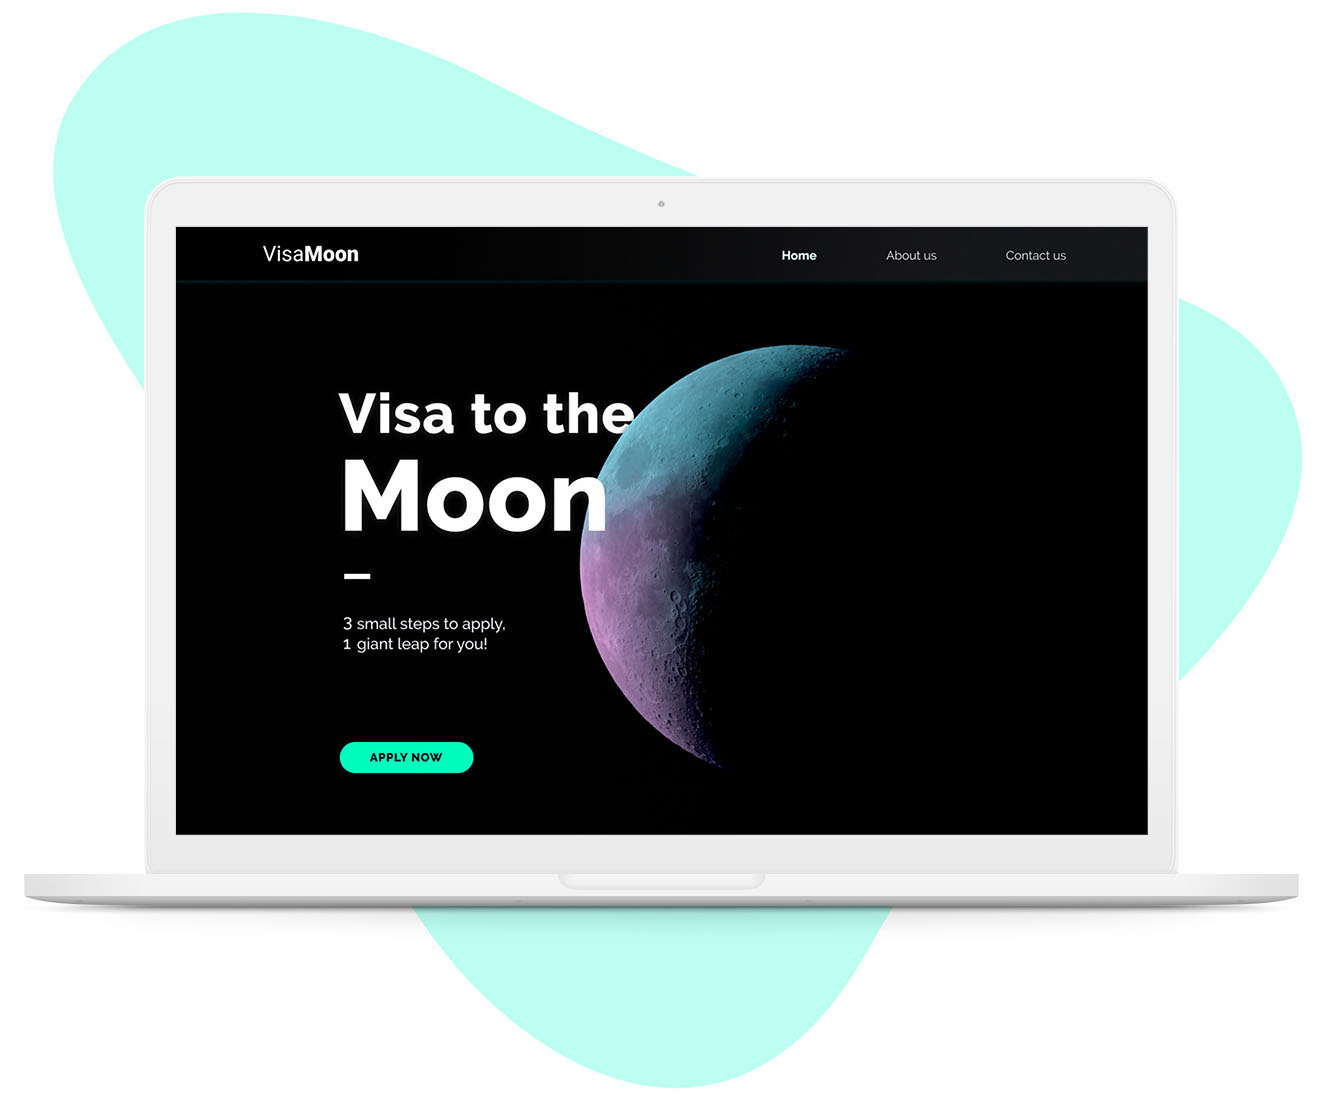 VisaMoon
Home About us Contact us
Visa to the
Moon
3 small steps to apply,
1 giant leap for you!
APPLY NOW